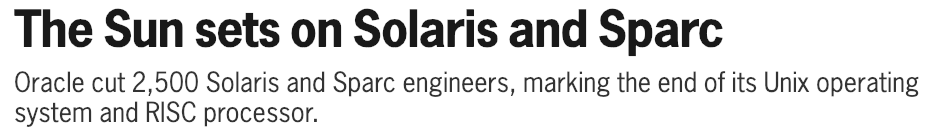 The Sun sets on Solaris and Sparc
Oracle cut 2,500 Solaris and Sparc engineers, marking the end of its Unix operating
system and RISC processor.